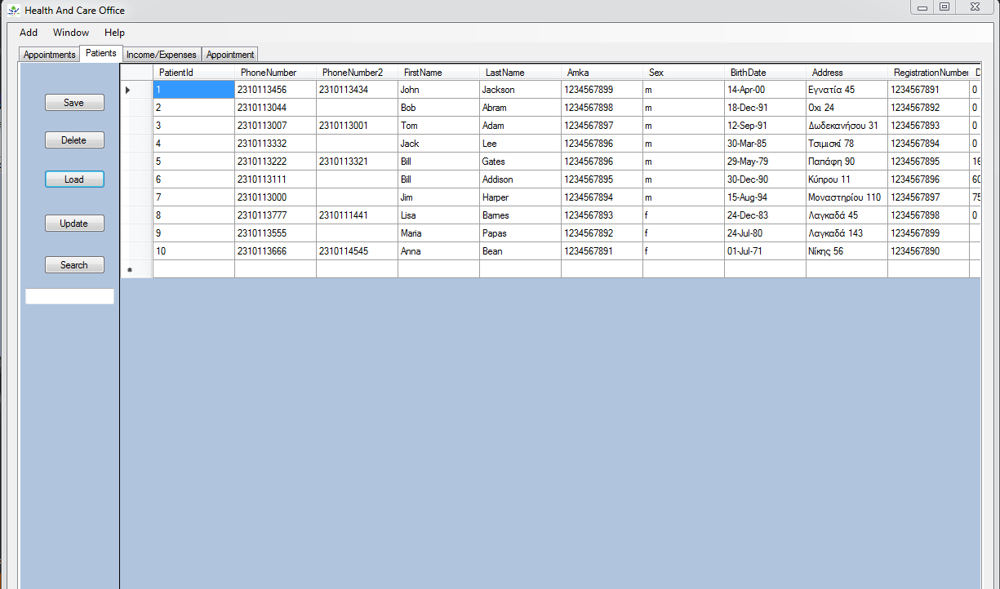 Health And Care Office
Add Window Help
Appointments Patients Income/Expenses Appointment
PatientId PhoneNumber PhoneNumber2 FirstName LastName Amka Sex BirthDate Address RegistrationNumber D
1 2310113456 2310113434 John Jackson 1234567899 m 14-Apr-00 Εγνατία 45 1234567891 0
2 2310113044 Bob Abram 1234567898 m 18-Dec-91 Οχι 24 1234567892 0
3 2310113007 2310113001 Tom Adam 1234567897 m 12-Sep-91 Δωδεκανήσου 31 1234567893 0
4 2310113332 Jack Lee 1234567896 m 30-Mar-85 Τσιμισκί 78 1234567894 0
5 2310113222 2310113321 Bill Gates 1234567896 m 29-May-79 Παπάφη 90 1234567895 16
6 2310113111 Bill Addison 1234567895 m 30-Dec-90 Κύπρου 11 1234567896 60
7 2310113000 Jim Harper 1234567894 m 15-Aug-94 Μοναστηρίου 110 1234567897 75
8 2310113777 2310111441 Lisa Barnes 1234567893 f 24-Dec-83 Λαγκαδά 45 1234567898 0
9 2310113555 Maria Papas 1234567892 f 24-Jul-80 Λαγκαδά 143 1234567899
10 2310113666 2310114545 Anna Bean 1234567891 f 01-Jul-71 Νίκης 56 1234567890
Save
Delete
Load
Update
Search